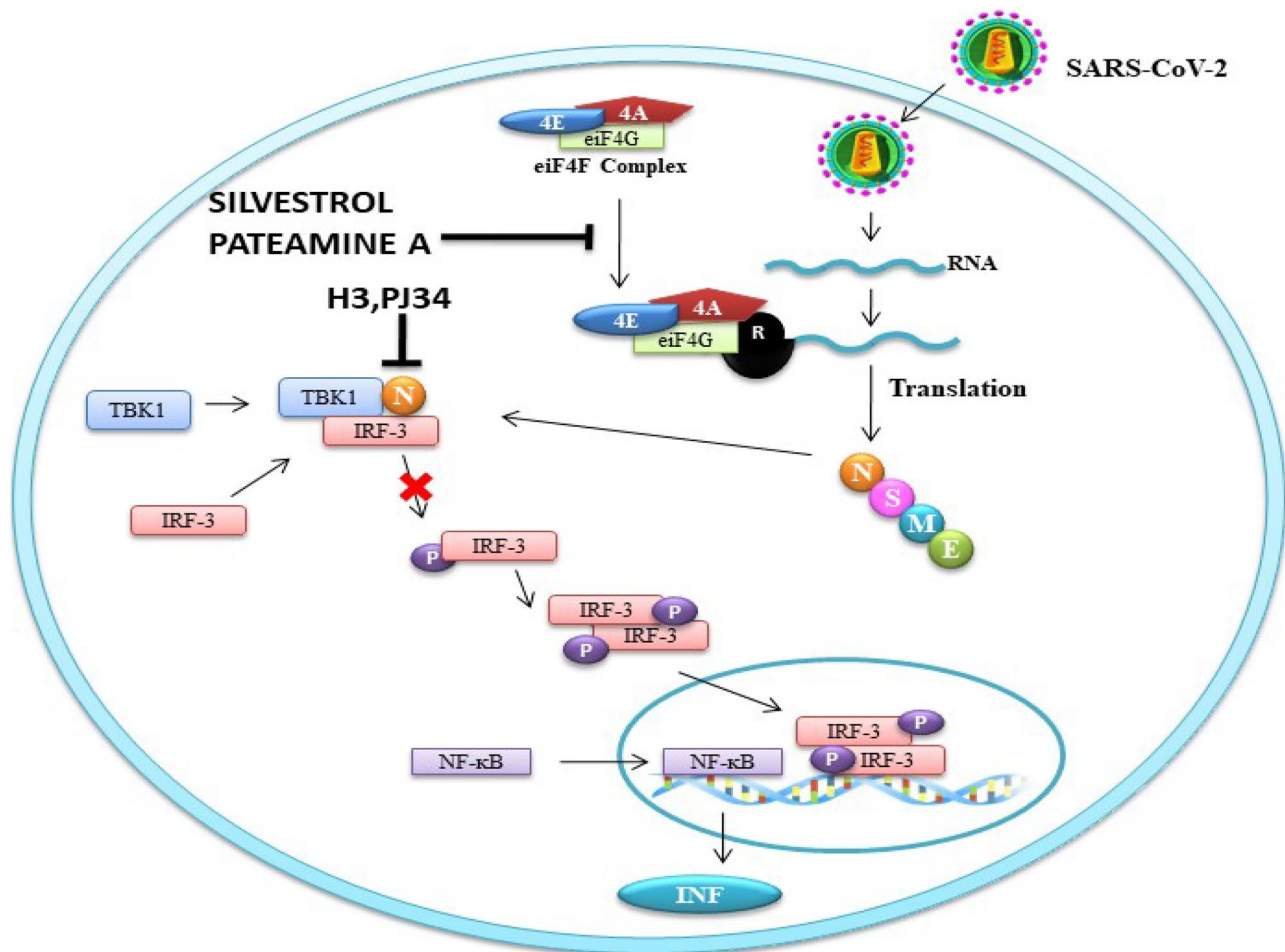 SARS-CoV-2
4E
4A
eiF4G
eiF4F Complex
SILVESTROL
PATEAMINE A
RNA
H3,PJ34
4E
4A
eiF4G
R
Translation
TBK1
TBK1
N
IRF-3
IRF-3
N
S
M
E
P
IRF-3
IRF-3
P
P
IRF-3
IRF-3
P
P
IRF-3
NF-κB
NF-κB
INF